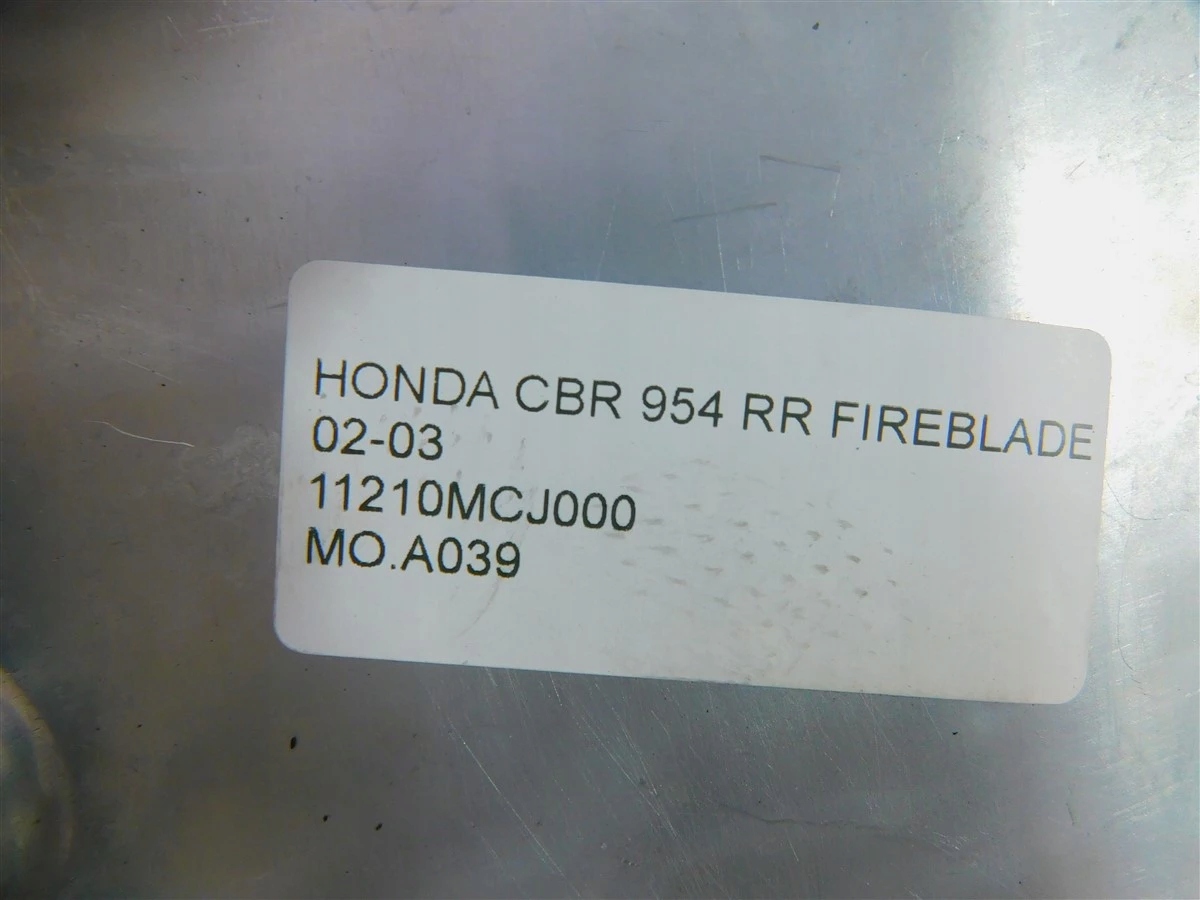 HONDA CBR 954 RR FIREBLADE
02-03
11210MCJ000
MO.A039